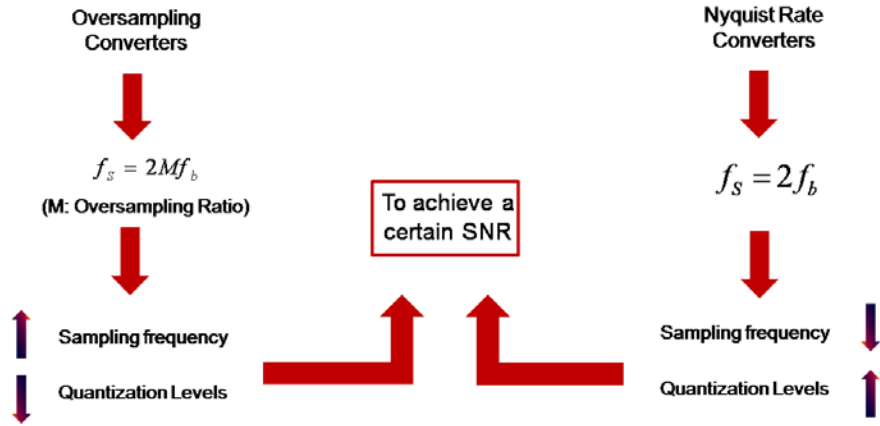 Oversampling
Converters
f_s = 2Mf_b
(M: Oversampling Ratio)
Sampling frequency
Quantization Levels
To achieve a
certain SNR
Nyquist Rate
Converters
f_S = 2f_b
Sampling frequency
Quantization Levels